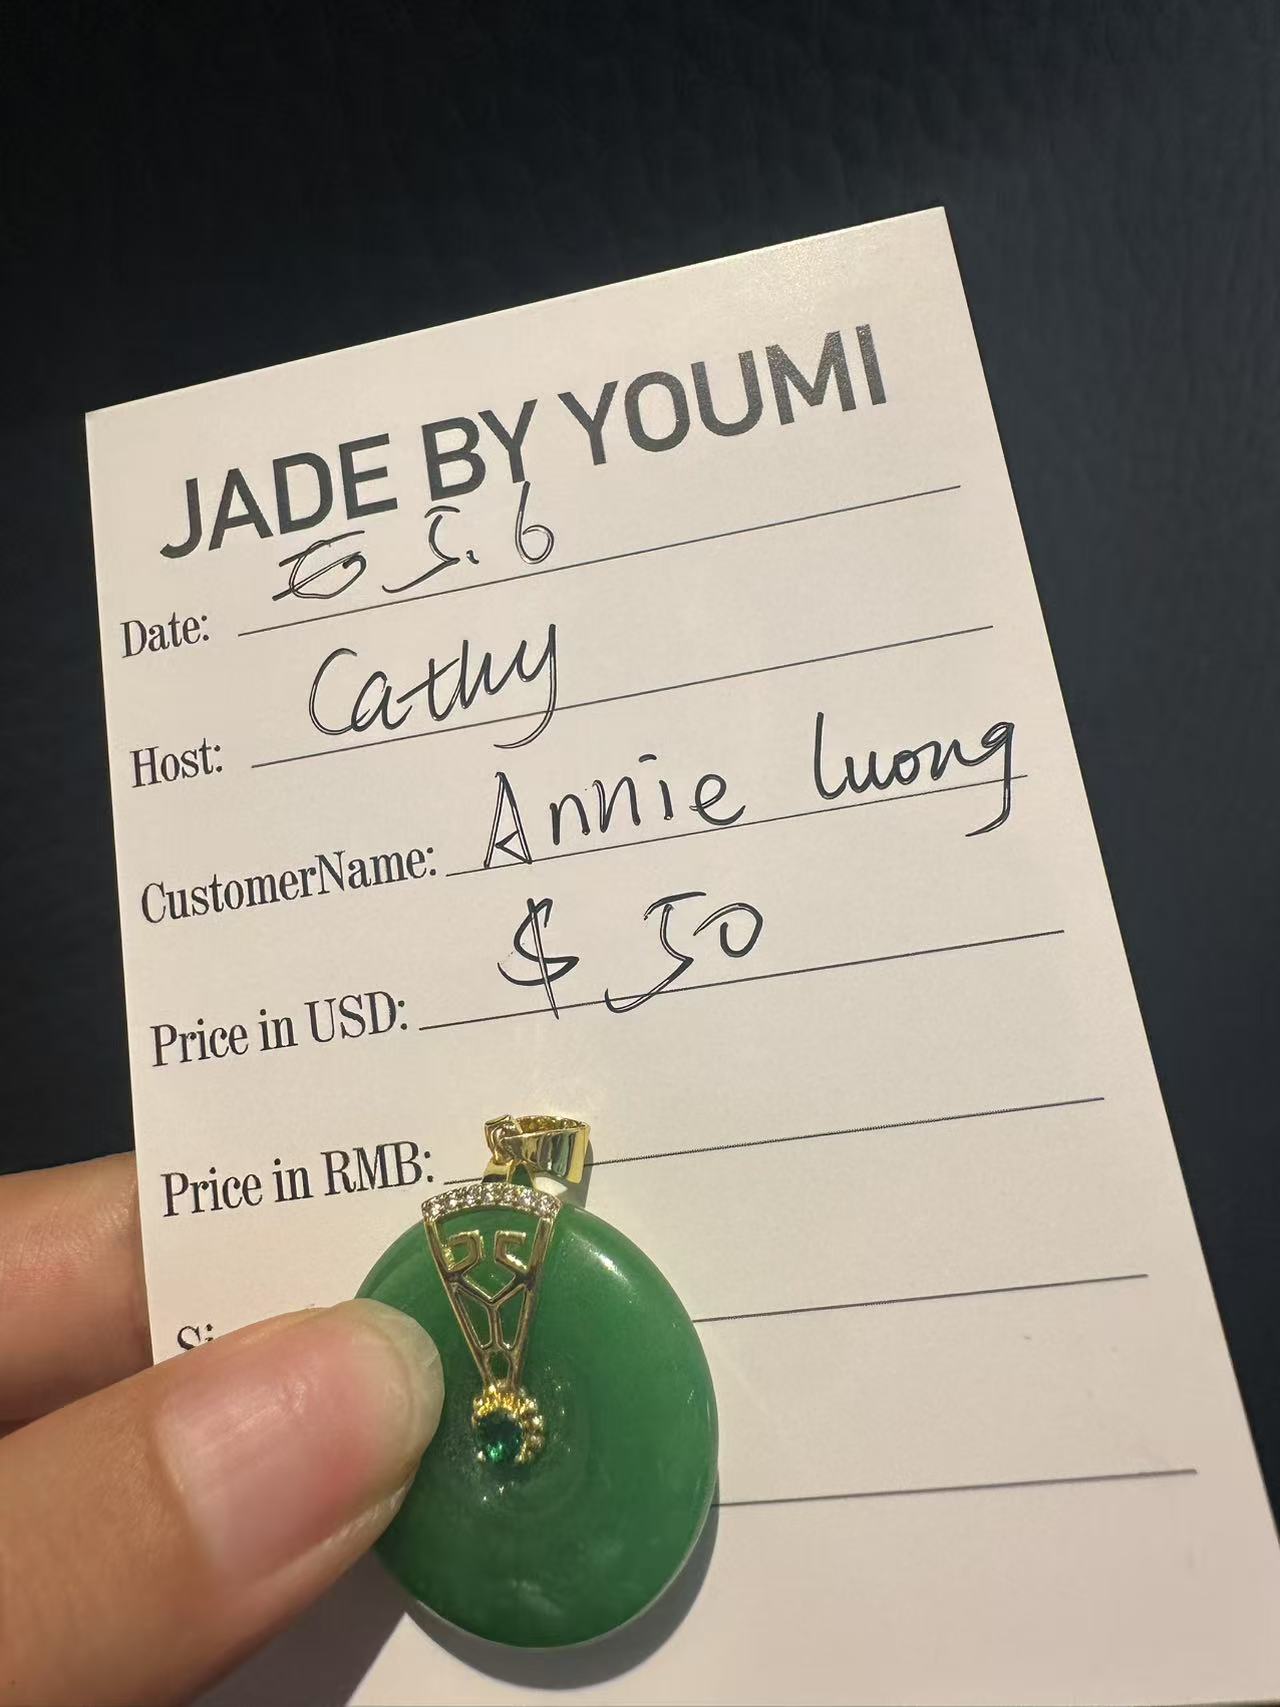 JADE BY YOUMI
Date: 5.6
Host: Cathy
CustomerName: Annie Luong
Price in USD: $ 50
Price in RMB: